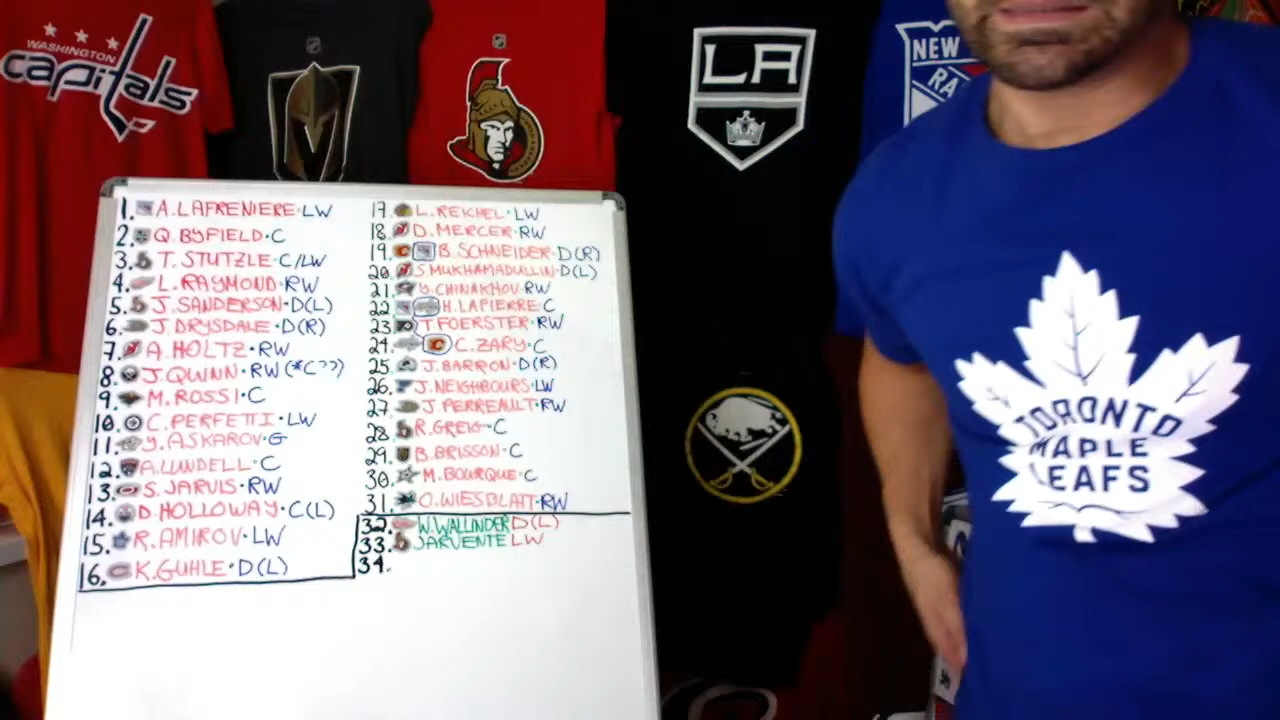 WASHINGTON
capitals
LA
NEW
RA
1. A. LAFRENIERE · LW
2. Q. BYFIELD · C
3. T. STUTZLE · C/LW
4. L. RAYMOND · RW
5. J. SANDERSON · D(L)
6. J. DRYSDALE · D(R)
7. A. HOLTZ · RW
8. J. QUINN · RW (*C??)
9. M. ROSSI · C
10. C. PERFETTI · LW
11. Y. ASKAROV · G
12. A. LUNDELL · C
13. S. JARVIS · RW
14. D. HOLLOWAY · C(L)
15. R. AMIROV · LW
16. K. GUHLE · D(L)
17. L. REICHEL · LW
18. D. MERCER · RW
19. B. SCHNEIDER · D(R)
20. S MUKHAMADULLIN · D(L)
21. Y. CHINAKHOV · RW
22. H. LAPIERRE · C
23. T FOERSTER · RW
24. C. ZARY · C
25. J. BARRON · D(R)
26. J. NEIGHBOURS · LW
27. J. PERREAULT · RW
28. R. GREIG · C
29. B. BRISSON · C
30. M. BOURQUE · C
31. O. WIESBLATT · RW
32. W. WALLINDER D(L)
33. JARVENTE LW
34.
TORONTO
MAPLE
LEAFS